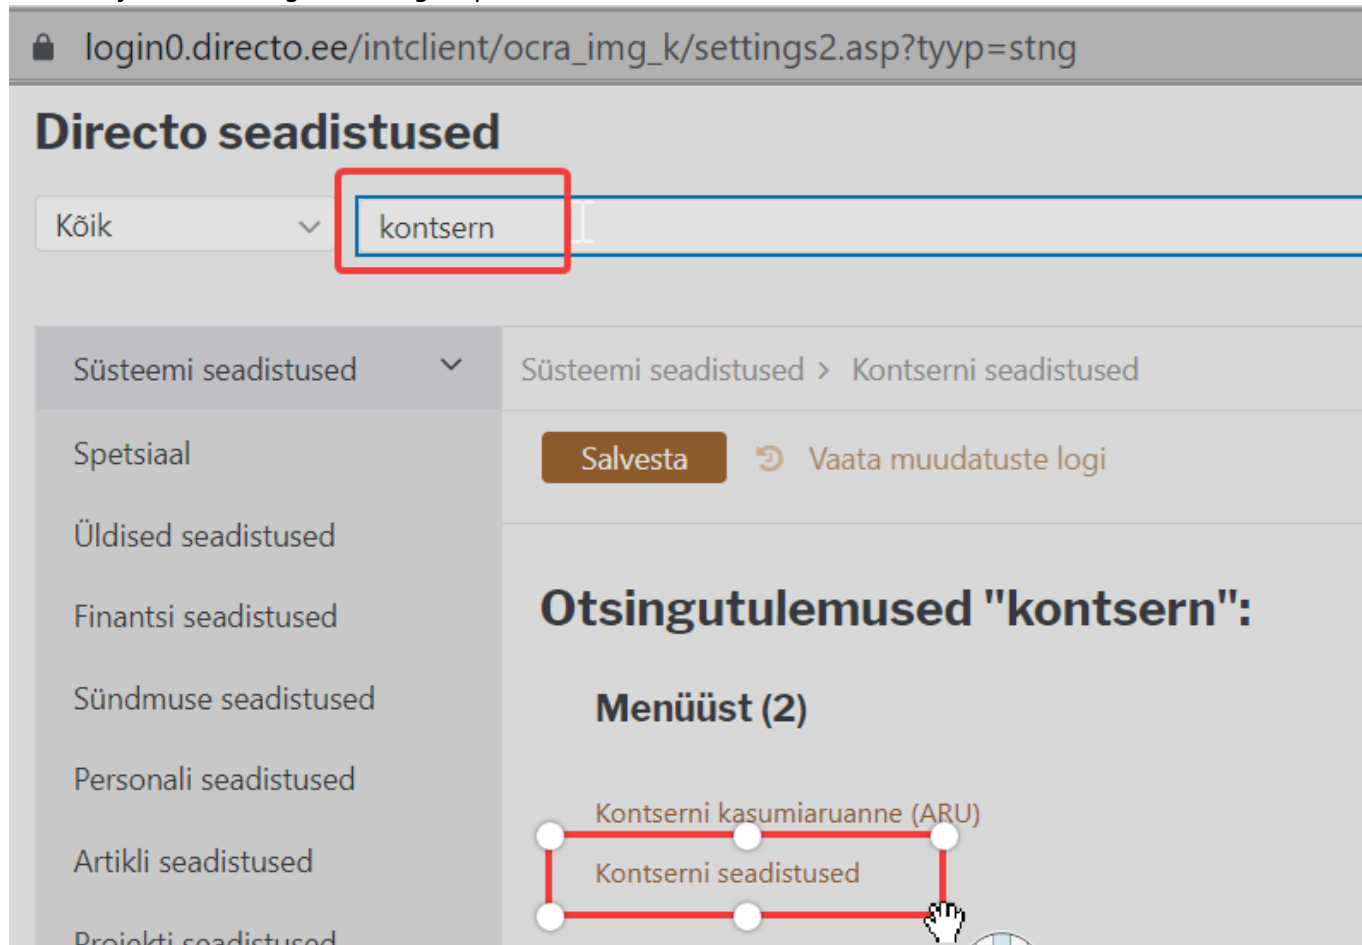 login0.directo.ee/intclient/ocra_img_k/settings2.asp?tyyp=stng
Directo seadistused
Kõik
kontsern
Süsteemi seadistused
Süsteemi seadistused > Kontserni seadistused
Spetsiaal
Salvesta
Vaata muudatuste logi
Üldised seadistused
Finantsi seadistused
Otsingutulemused "kontsern":
Sündmuse seadistused
Menüüst (2)
Personali seadistused
Kontserni kasumiaruanne (ARU)
Artikli seadistused
Kontserni seadistused
Projekti seadistused